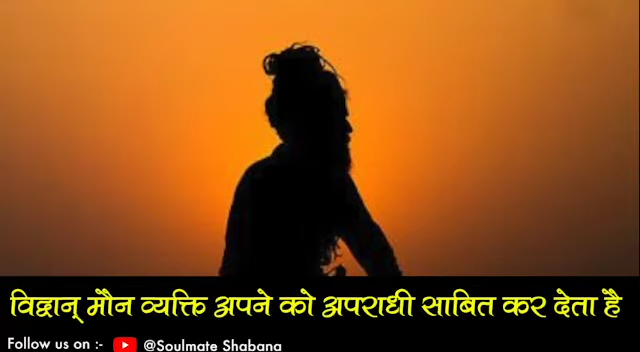 विद्वान् मौन व्यक्ति अपने को अपराधी साबित कर देता है
Follow us on :- @Soulmate Shabana